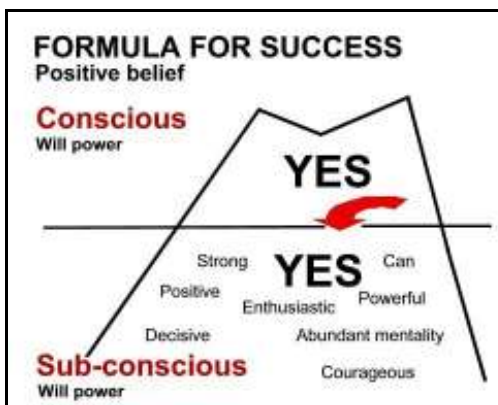 FORMULA FOR SUCCESS
Positive belief
Conscious
Will power
YES
YES
Strong
Can
Positive
Enthusiastic
Powerful
Decisive
Abundant mentality
Sub-conscious
Courageous
Will power